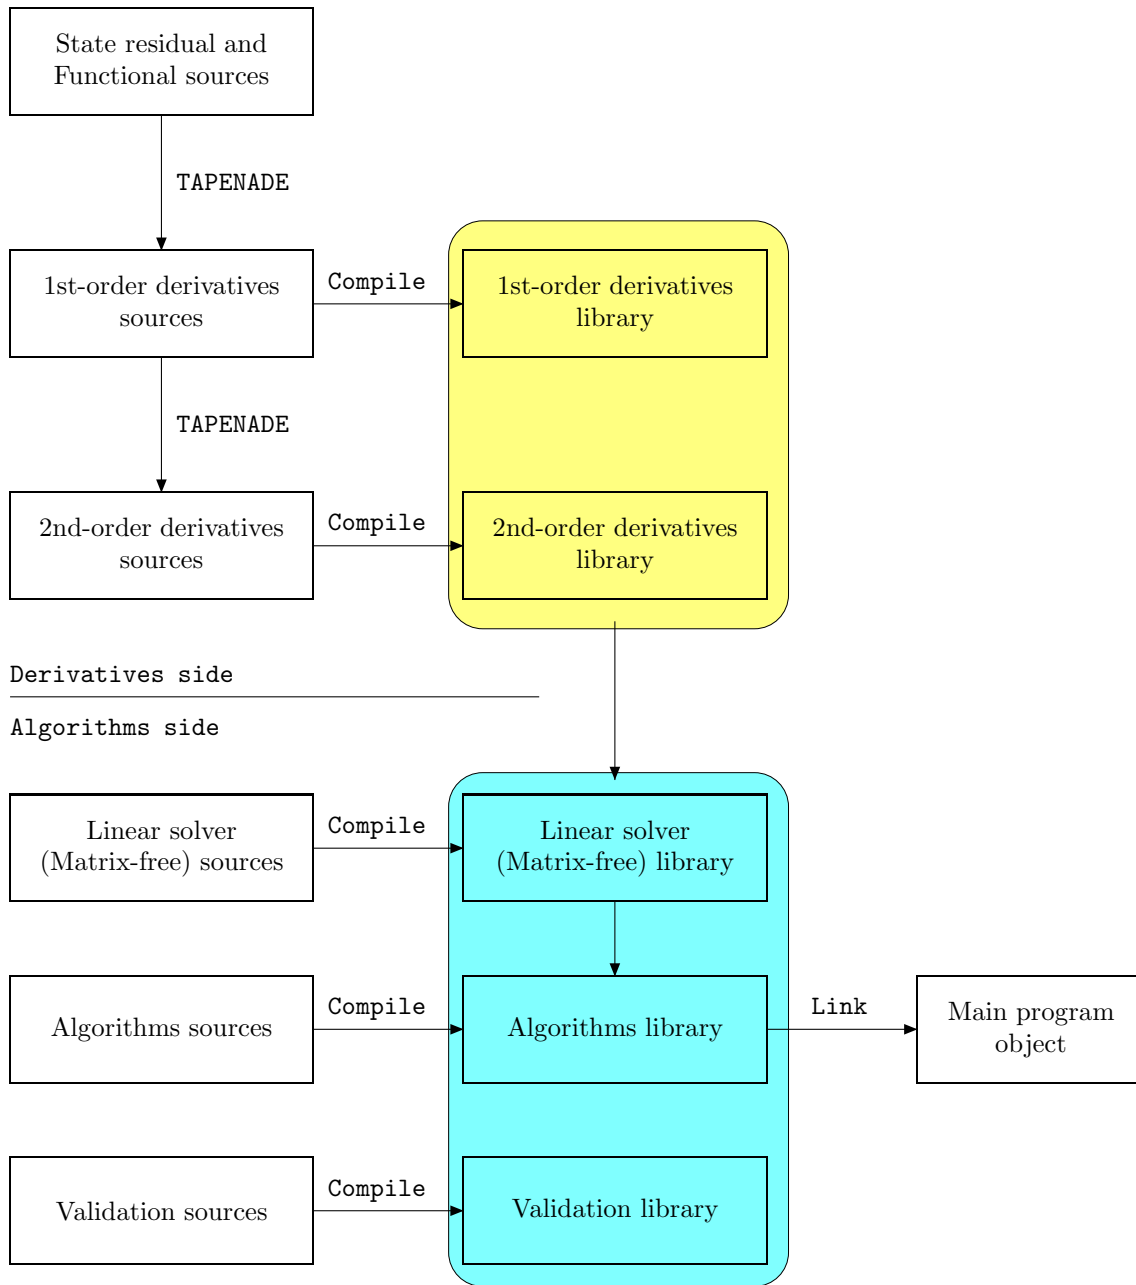 State residual and
Functional sources
TAPENADE
1st-order derivatives
sources
Compile
1st-order derivatives
library
TAPENADE
2nd-order derivatives
sources
Compile
2nd-order derivatives
library
Derivatives side
Algorithms side
Linear solver
(Matrix-free) sources
Compile
Linear solver
(Matrix-free) library
Algorithms sources
Compile
Algorithms library
Link
Main program
object
Validation sources
Compile
Validation library